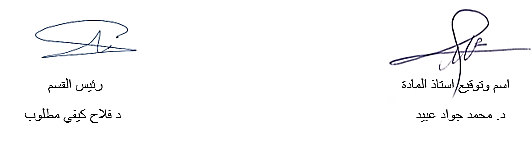 اسم وتوقيع استاذ المادة
رئيس القسم
د. محمد جواد عبيد
د فلاح كيفي مطلوب